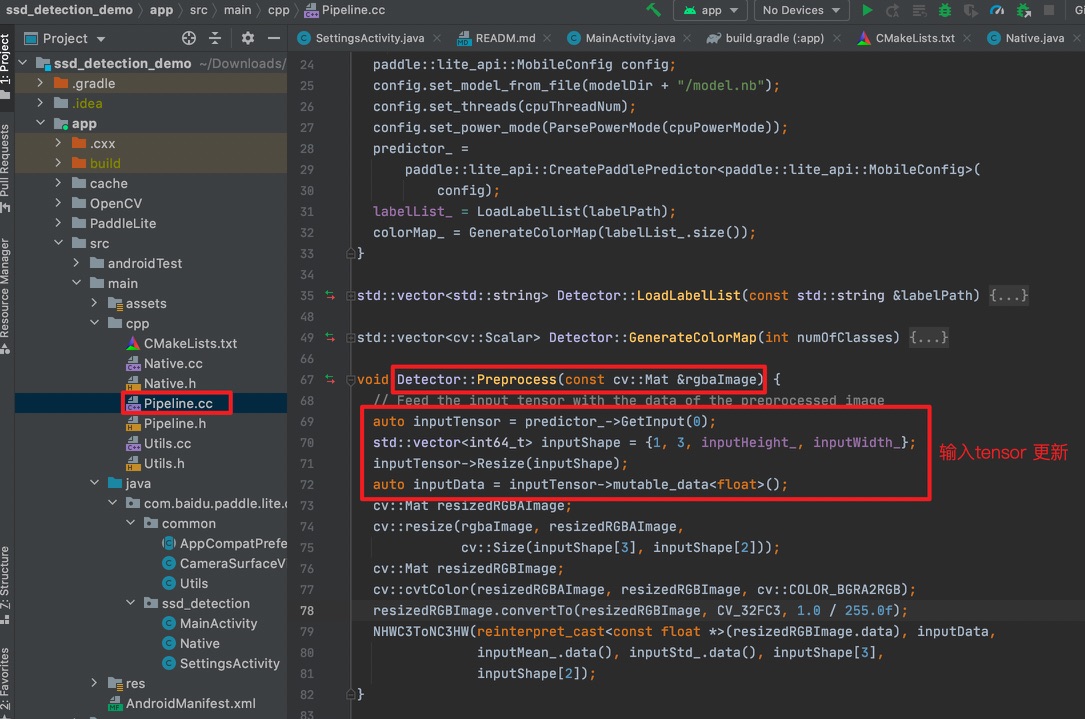 ssd_detection_demo › app › src › main › cpp › Pipeline.cc
app
No Devices
Gi
Project
SettingsActivity.java
READM.md
MainActivity.java
build.gradle (:app)
CMakeLists.txt
Native.java
1: Project
Pull Requests
Resource Manager
7: Structure
2: Favorites
ssd_detection_demo ~/Downloads/
.gradle
.idea
app
.cxx
build
cache
OpenCV
PaddleLite
src
androidTest
main
assets
cpp
CMakeLists.txt
Native.cc
Native.h
Pipeline.cc
Pipeline.h
Utils.cc
Utils.h
java
com.baidu.paddle.lite.d
common
AppCompatPrefe
CameraSurfaceV
Utils
ssd_detection
MainActivity
Native
SettingsActivity
res
AndroidManifest.xml
24 paddle::lite_api::MobileConfig config;
25 config.set_model_from_file(modelDir + "/model.nb");
26 config.set_threads(cpuThreadNum);
27 config.set_power_mode(ParsePowerMode(cpuPowerMode));
28 predictor_ =
29 paddle::lite_api::CreatePaddlePredictor<paddle::lite_api::MobileConfig>(
30 config);
31 labelList_ = LoadLabelList(labelPath);
32 colorMap_ = GenerateColorMap(labelList_.size());
33 }
34
35 std::vector<std::string> Detector::LoadLabelList(const std::string &labelPath) {...}
48
49 std::vector<cv::Scalar> Detector::GenerateColorMap(int numOfClasses) {...}
66
67 void Detector::Preprocess(const cv::Mat &rgbaImage) {
68 // Feed the input tensor with the data of the preprocessed image
69 auto inputTensor = predictor_->GetInput(0);
70 std::vector<int64_t> inputShape = {1, 3, inputHeight_, inputWidth_};
71 inputTensor->Resize(inputShape);
72 auto inputData = inputTensor->mutable_data<float>();
输入tensor 更新
73 cv::Mat resizedRGBAImage;
74 cv::resize(rgbaImage, resizedRGBAImage,
75 cv::Size(inputShape[3], inputShape[2]));
76 cv::Mat resizedRGBImage;
77 cv::cvtColor(resizedRGBAImage, resizedRGBImage, cv::COLOR_BGRA2RGB);
78 resizedRGBImage.convertTo(resizedRGBImage, CV_32FC3, 1.0 / 255.0f);
79 NHWC3ToNC3HW(reinterpret_cast<const float *>(resizedRGBImage.data), inputData,
80 inputMean_.data(), inputStd_.data(), inputShape[3],
81 inputShape[2]);
82 }
83